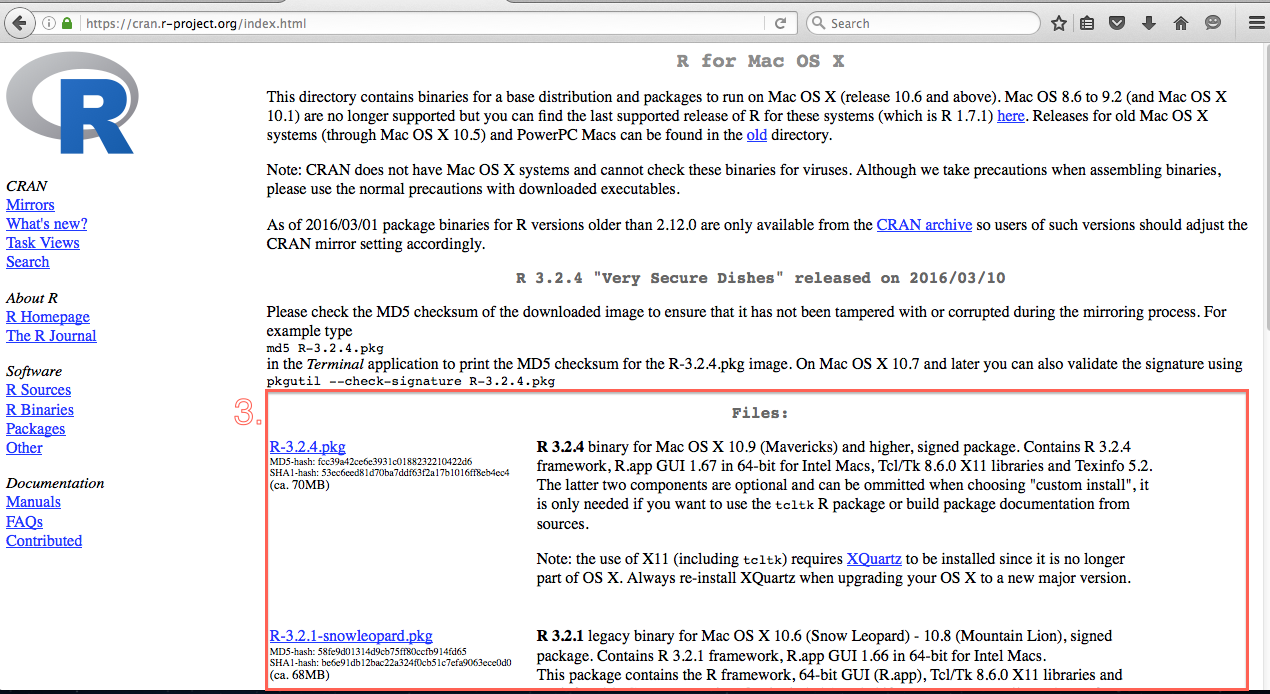 https://cran.r-project.org/index.html
Search
R
CRAN
Mirrors
What's new?
Task Views
Search
About R
R Homepage
The R Journal
Software
R Sources
R Binaries
Packages
Other
Documentation
Manuals
FAQs
Contributed
R for Mac OS X
This directory contains binaries for a base distribution and packages to run on Mac OS X (release 10.6 and above). Mac OS 8.6 to 9.2 (and Mac OS X
10.1) are no longer supported but you can find the last supported release of R for these systems (which is R 1.7.1) here. Releases for old Mac OS X
systems (through Mac OS X 10.5) and PowerPC Macs can be found in the old directory.
Note: CRAN does not have Mac OS X systems and cannot check these binaries for viruses. Although we take precautions when assembling binaries,
please use the normal precautions with downloaded executables.
As of 2016/03/01 package binaries for R versions older than 2.12.0 are only available from the CRAN archive so users of such versions should adjust the
CRAN mirror setting accordingly.
R 3.2.4 "Very Secure Dishes" released on 2016/03/10
Please check the MD5 checksum of the downloaded image to ensure that it has not been tampered with or corrupted during the mirroring process. For
example type
md5 R-3.2.4.pkg
in the Terminal application to print the MD5 checksum for the R-3.2.4.pkg image. On Mac OS X 10.7 and later you can also validate the signature using
pkgutil --check-signature R-3.2.4.pkg
3.
Files:
R-3.2.4.pkg
MD5-hash: fcc39a42ce6e3931c0188232210422d6
SHA1-hash: 53ec6eed81d70ba7ddf63f2a17b1016ff8eb4ec4
(ca. 70MB)
R 3.2.4 binary for Mac OS X 10.9 (Mavericks) and higher, signed package. Contains R 3.2.4
framework, R.app GUI 1.67 in 64-bit for Intel Macs, Tcl/Tk 8.6.0 X11 libraries and Texinfo 5.2.
The latter two components are optional and can be ommitted when choosing "custom install", it
is only needed if you want to use the tcltk R package or build package documentation from
sources.
Note: the use of X11 (including tcltk) requires XQuartz to be installed since it is no longer
part of OS X. Always re-install XQuartz when upgrading your OS X to a new major version.
R-3.2.1-snowleopard.pkg
MD5-hash: 58fe9d01314d9cb75ff80ccfb914fd65
SHA1-hash: be6e91db12bac22a324f0cb51c7efa9063ece0d0
(ca. 68MB)
R 3.2.1 legacy binary for Mac OS X 10.6 (Snow Leopard) - 10.8 (Mountain Lion), signed
package. Contains R 3.2.1 framework, R.app GUI 1.66 in 64-bit for Intel Macs.
This package contains the R framework, 64-bit GUI (R.app), Tcl/Tk 8.6.0 X11 libraries and